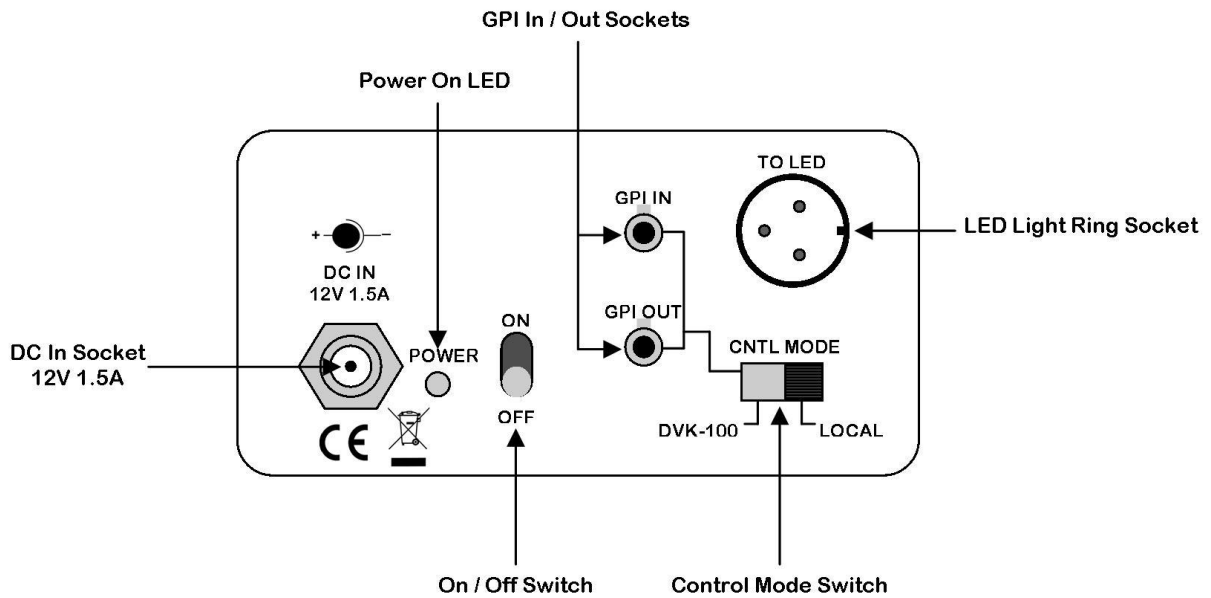 GPI In / Out Sockets
Power On LED
TO LED
GPI IN
LED Light Ring Socket
+ -
DC IN
12V 1.5A
GPI OUT
ON
DC In Socket
12V 1.5A
POWER
CNTL MODE
OFF
DVK-100
LOCAL
CE
On / Off Switch
Control Mode Switch